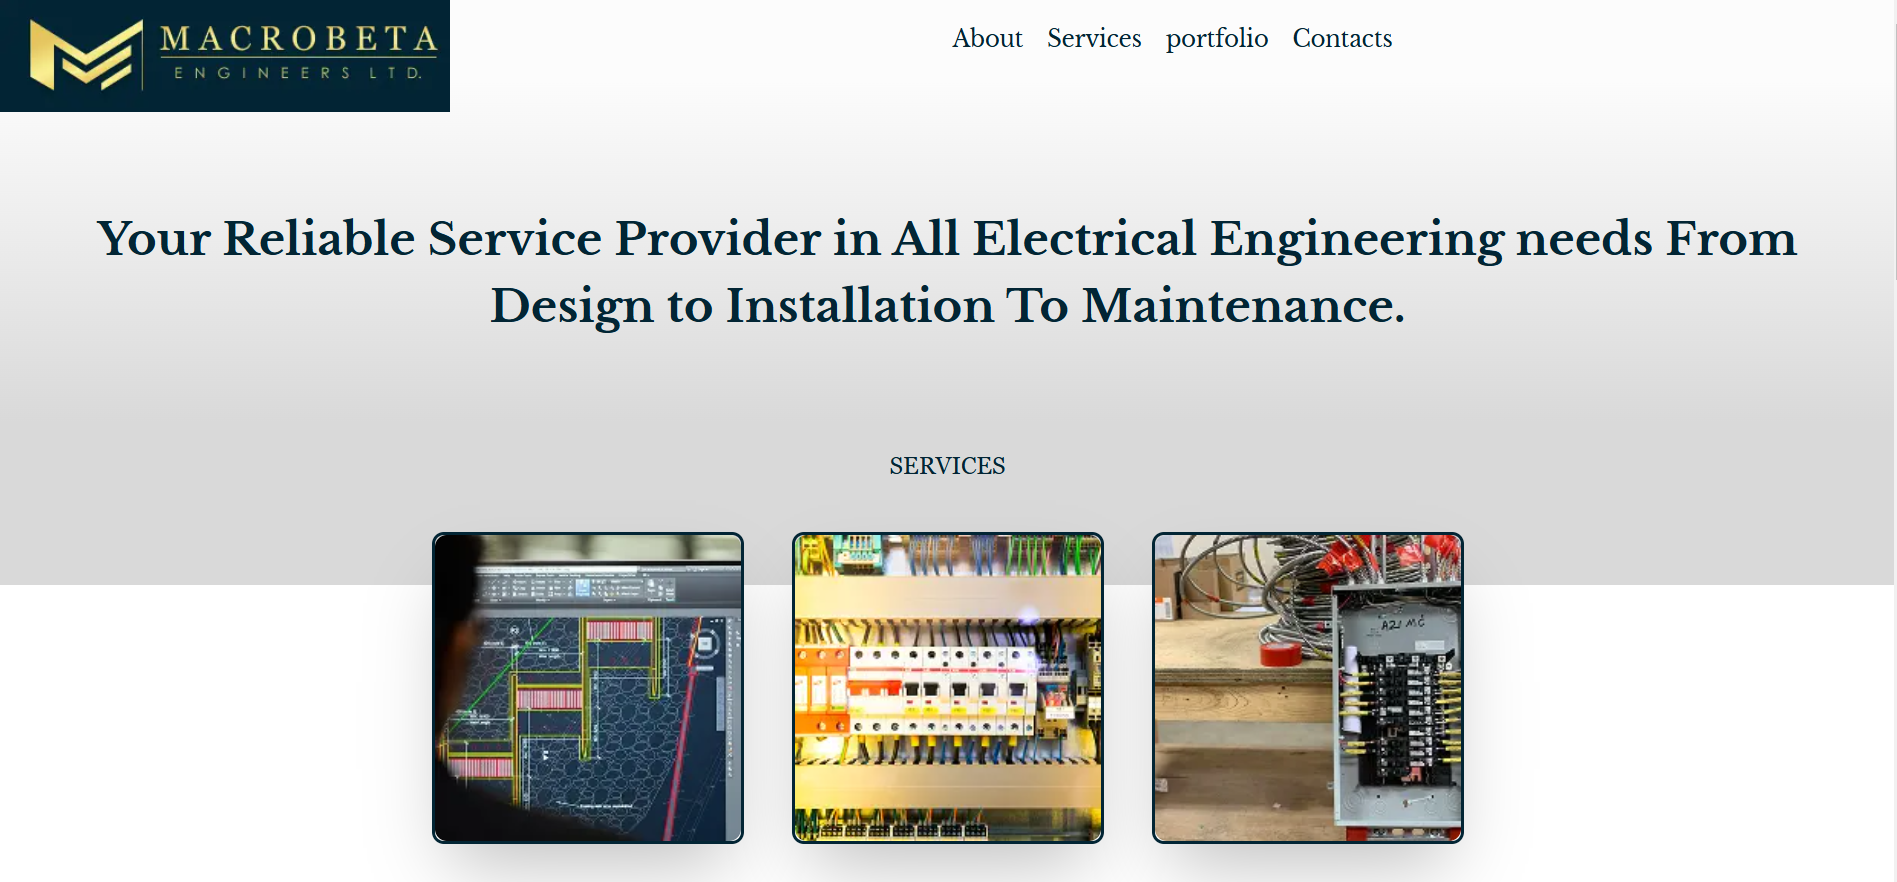 MACROBETA
ENGINEERS LTD.
About Services portfolio Contacts
Your Reliable Service Provider in All Electrical Engineering needs From
Design to Installation To Maintenance.
SERVICES
A21 MC